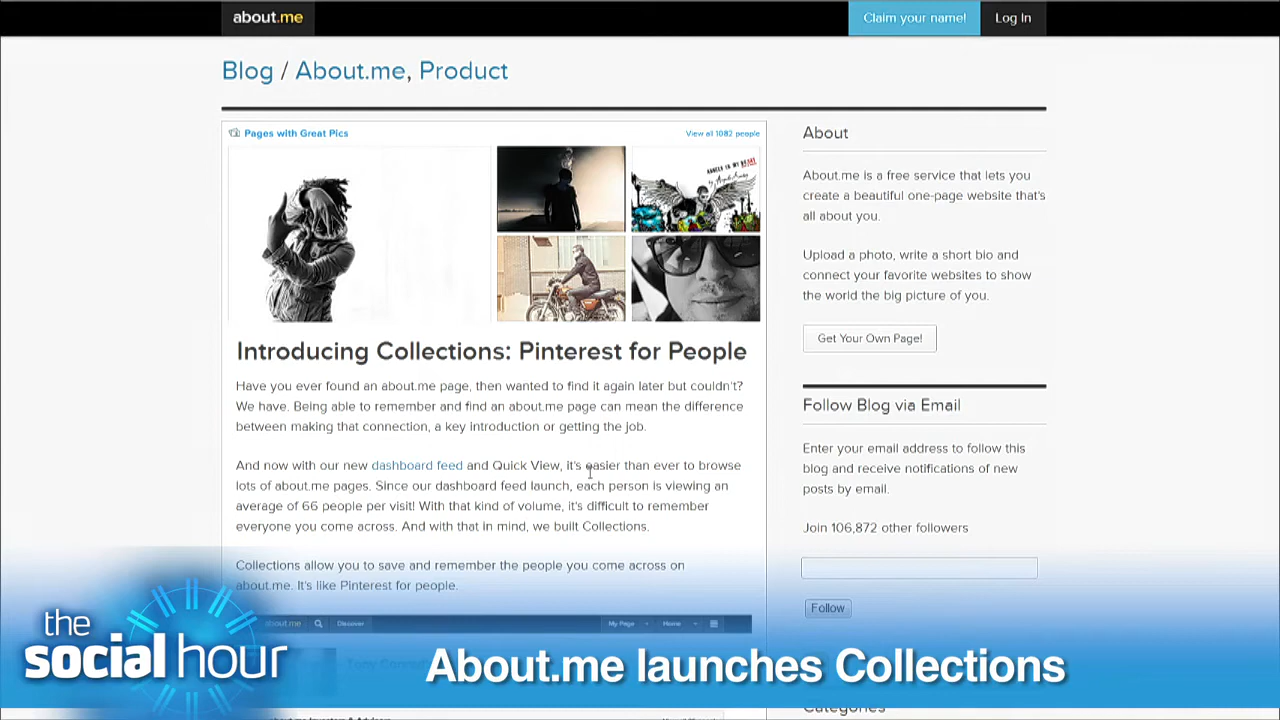 about.me
Claim your name!
Log In
Blog / About.me, Product
Pages with Great Pics
View all 1082 people
Introducing Collections: Pinterest for People
Have you ever found an about.me page, then wanted to find it again later but couldn't?
We have. Being able to remember and find an about.me page can mean the difference
between making that connection, a key introduction or getting the job.
And now with our new dashboard feed and Quick View, it's easier than ever to browse
lots of about.me pages. Since our dashboard feed launch, each person is viewing an
average of 66 people per visit! With that kind of volume, it's difficult to remember
everyone you come across. And with that in mind, we built Collections.
Collections allow you to save and remember the people you come across on
about.me. It's like Pinterest for people.
about.me
Discover
My Page
Home
About
About.me is a free service that lets you
create a beautiful one-page website that's
all about you.
Upload a photo, write a short bio and
connect your favorite websites to show
the world the big picture of you.
Get Your Own Page!
Follow Blog via Email
Enter your email address to follow this
blog and receive notifications of new
posts by email.
Join 106,872 other followers
Follow
the
social hour
About.me launches Collections
Categories